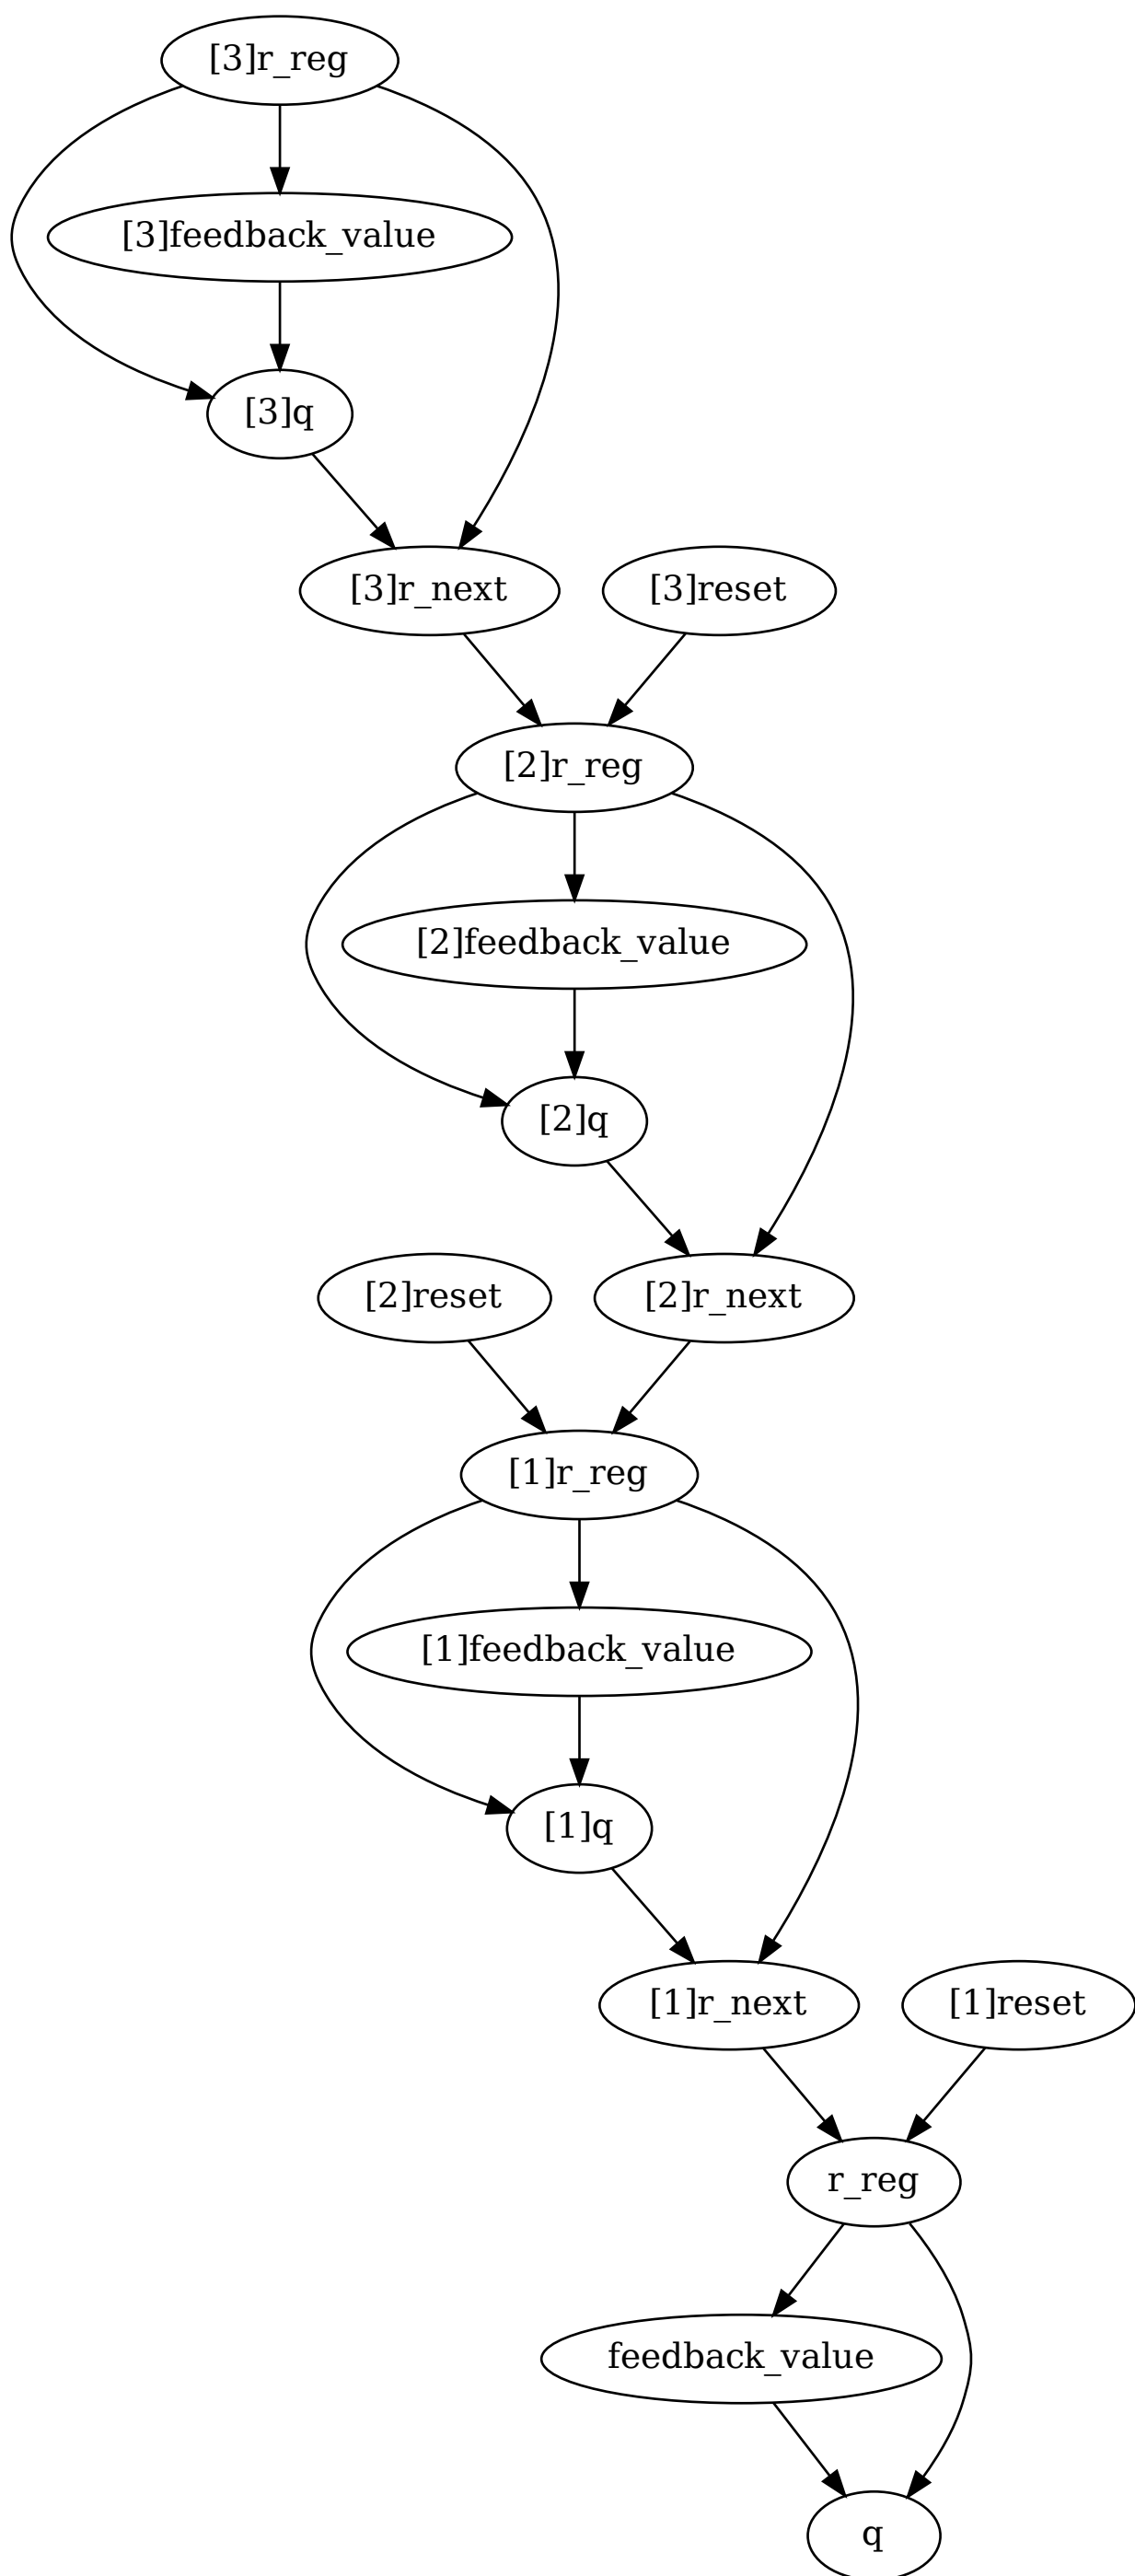 [3]r_reg
[3]feedback_value
[3]q
[3]r_next
[3]reset
[2]r_reg
[2]feedback_value
[2]q
[2]reset
[2]r_next
[1]r_reg
[1]feedback_value
[1]q
[1]r_next
[1]reset
r_reg
feedback_value
q